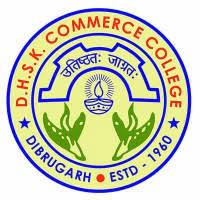 D.H.S.K. COMMERCE COLLEGE
उतिष्ठतः जाग्रतः
DIBRUGARH ● ESTD - 1960